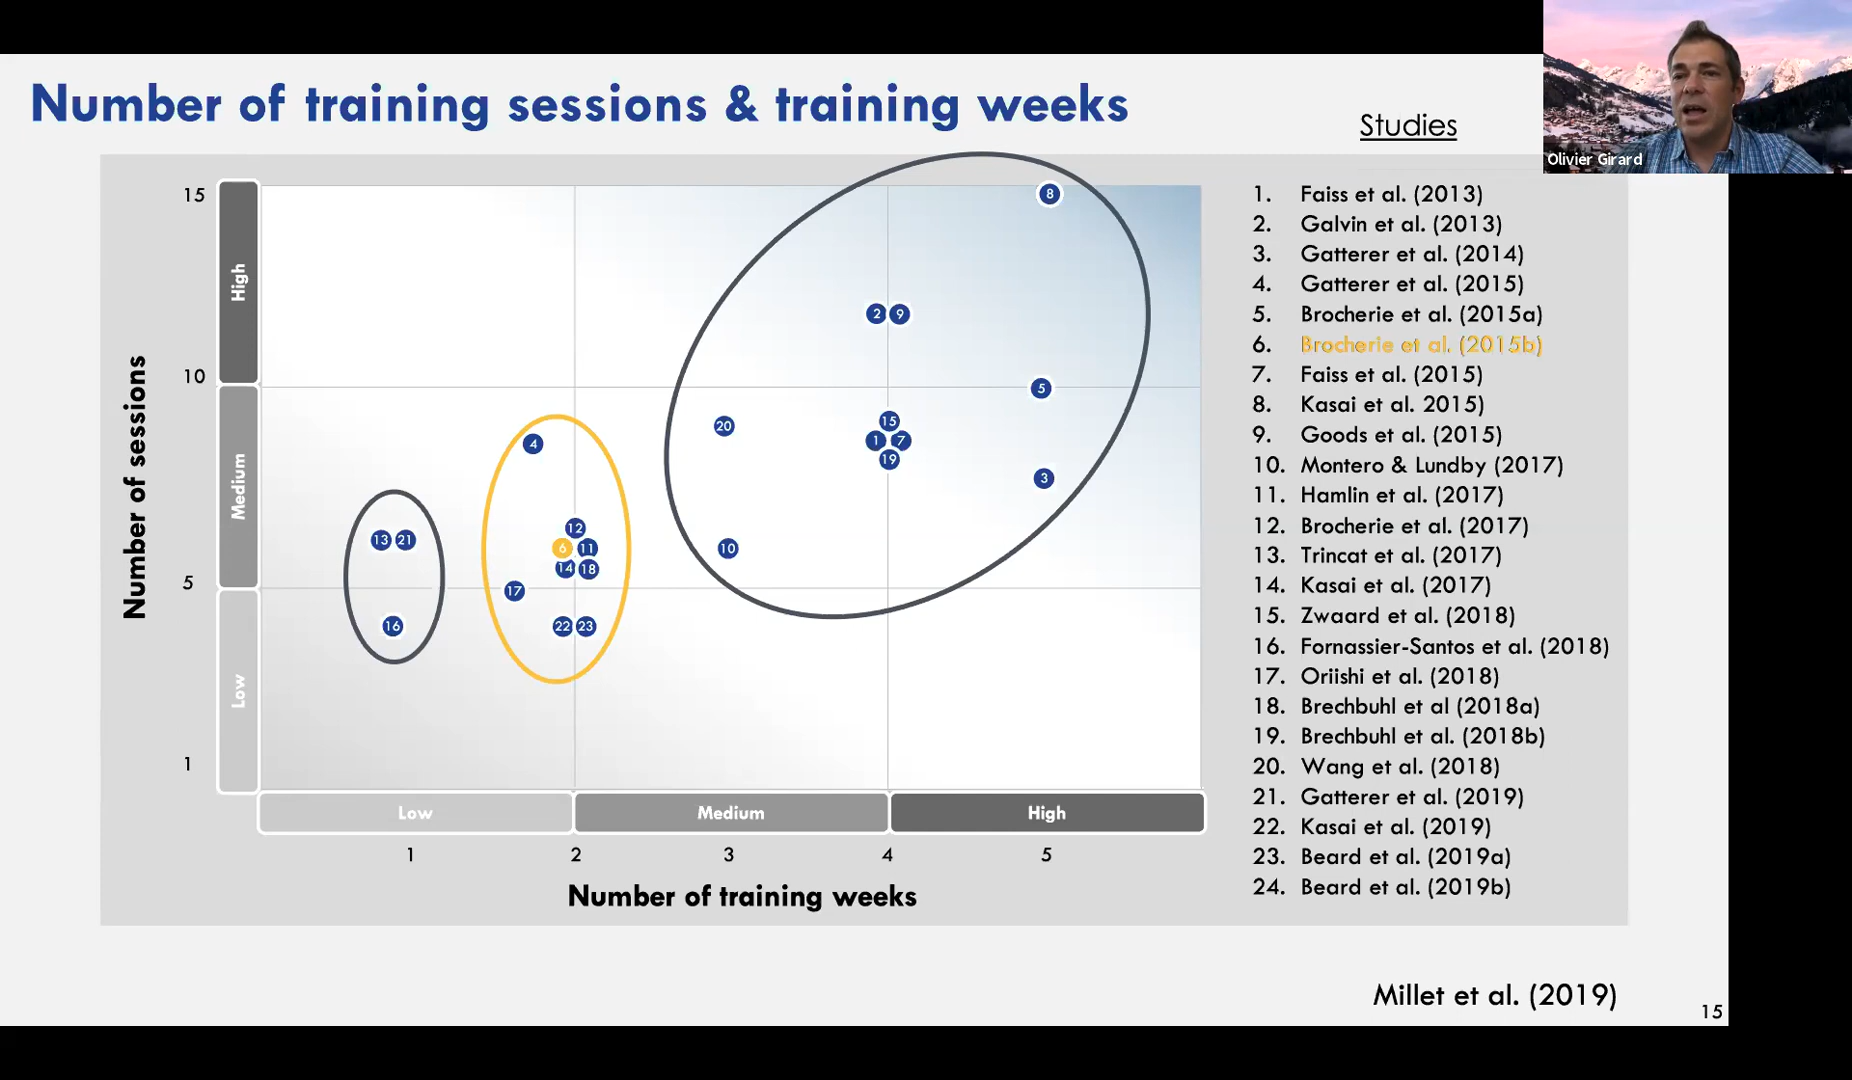 Number of training sessions & training weeks
Olivier Girard
Studies
1. Faiss et al. (2013)
2. Galvin et al. (2013)
3. Gatterer et al. (2014)
4. Gatterer et al. (2015)
5. Brocherie et al. (2015a)
6. Brocherie et al. (2015b)
7. Faiss et al. (2015)
8. Kasai et al. 2015)
9. Goods et al. (2015)
10. Montero & Lundby (2017)
11. Hamlin et al. (2017)
12. Brocherie et al. (2017)
13. Trincat et al. (2017)
14. Kasai et al. (2017)
15. Zwaard et al. (2018)
16. Fornassier-Santos et al. (2018)
17. Oriishi et al. (2018)
18. Brechbuhl et al (2018a)
19. Brechbuhl et al. (2018b)
20. Wang et al. (2018)
21. Gatterer et al. (2019)
22. Kasai et al. (2019)
23. Beard et al. (2019a)
24. Beard et al. (2019b)
Number of sessions
15
10
5
1
High
Medium
Low
8
2 9
5
20
15
1 7
19
3
10
4
12
6 11
14 18
17
22 23
13 21
16
Low Medium High
1 2 3 4 5
Number of training weeks
Millet et al. (2019)
15